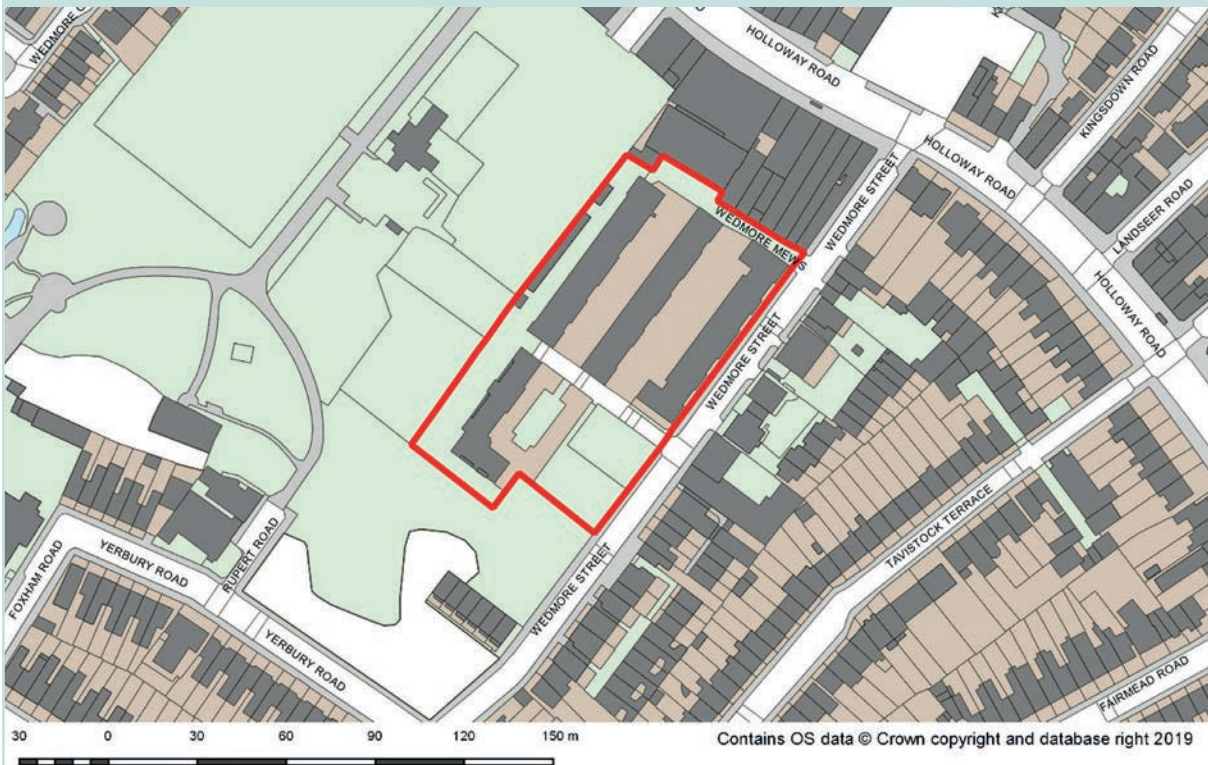 WEDMORE
HOLLOWAY ROAD
HOLLOWAY ROAD
KINGSDOWN ROAD
LANDSEER ROAD
HOLLOWAY ROAD
WEDMORE STREET
WEDMORE MEWS
WEDMORE STREET
TAVISTOCK TERRACE
WEDMORE STREET
FOXHAM ROAD
YERBURY ROAD
RUPERT ROAD
YERBURY ROAD
FAIRMEAD ROAD
30 0 30 60 90 120 150 m
Contains OS data © Crown copyright and database right 2019